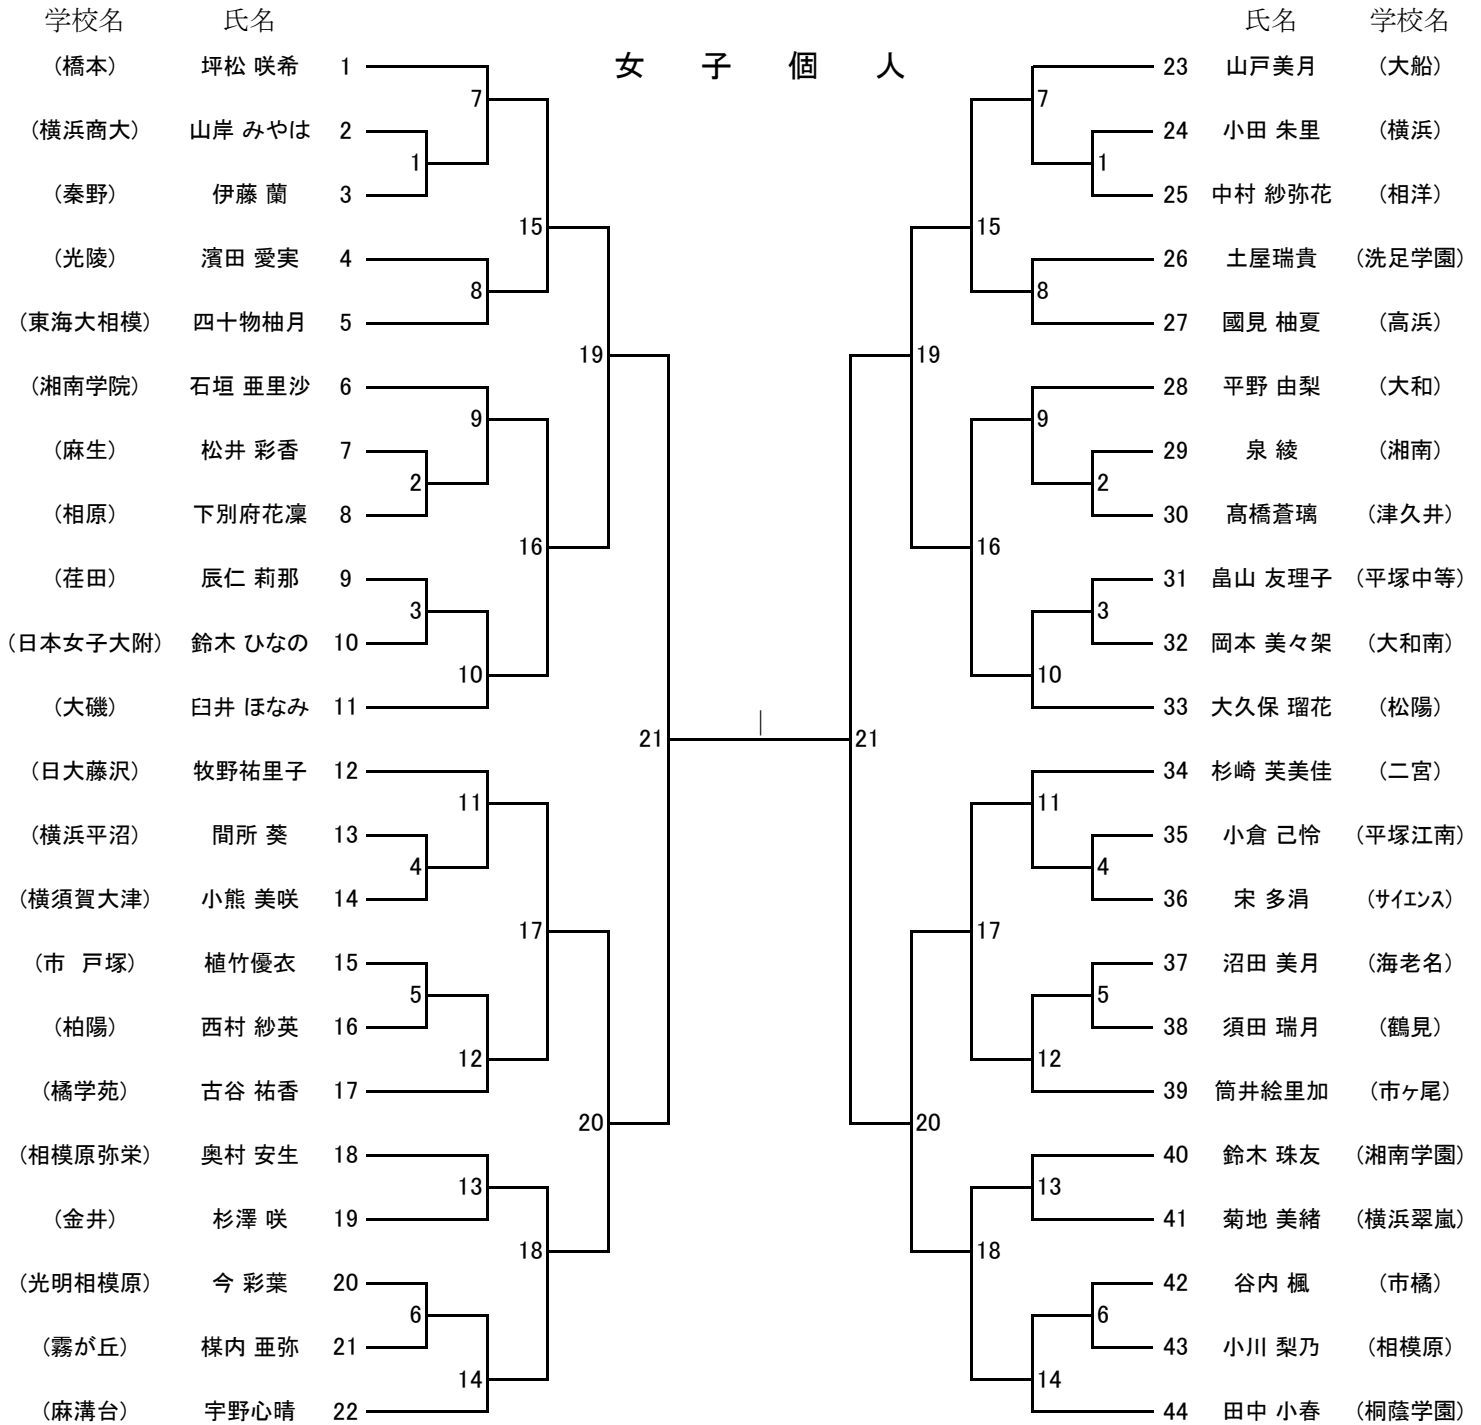 学校名 氏名 氏名 学校名
女 子 個 人
(橋本) 坪松 咲希 1 23 山戸美月 (大船)
7 7
(横浜商大) 山岸 みやは 2 24 小田 朱里 (横浜)
1 1
(秦野) 伊藤 蘭 3 25 中村 紗弥花 (相洋)
15 15
(光陵) 濱田 愛実 4 26 土屋瑞貴 (洗足学園)
8 8
(東海大相模) 四十物柚月 5 27 國見 柚夏 (高浜)
19 19
(湘南学院) 石垣 亜里沙 6 28 平野 由梨 (大和)
9 9
(麻生) 松井 彩香 7 29 泉 綾 (湘南)
2 2
(相原) 下別府花凜 8 30 髙橋蒼璃 (津久井)
16 16
(荏田) 辰仁 莉那 9 31 畠山 友理子 (平塚中等)
3 3
(日本女子大附) 鈴木 ひなの 10 32 岡本 美々架 (大和南)
10 10
(大磯) 臼井 ほなみ 11 33 大久保 瑠花 (松陽)
21 21
(日大藤沢) 牧野祐里子 12 34 杉崎 芙美佳 (二宮)
11 11
(横浜平沼) 間所 葵 13 35 小倉 己怜 (平塚江南)
4 4
(横須賀大津) 小熊 美咲 14 36 宋 多涓 (サイエンス)
17 17
(市 戸塚) 植竹優衣 15 37 沼田 美月 (海老名)
5 5
(柏陽) 西村 紗英 16 38 須田 瑞月 (鶴見)
12 12
(橘学苑) 古谷 祐香 17 39 筒井絵里加 (市ヶ尾)
20 20
(相模原弥栄) 奥村 安生 18 40 鈴木 珠友 (湘南学園)
13 13
(金井) 杉澤 咲 19 41 菊地 美緒 (横浜翠嵐)
18 18
(光明相模原) 今 彩葉 20 42 谷内 楓 (市橘)
6 6
(霧が丘) 楳内 亜弥 21 43 小川 梨乃 (相模原)
14 14
(麻溝台) 宇野心晴 22 44 田中 小春 (桐蔭学園)